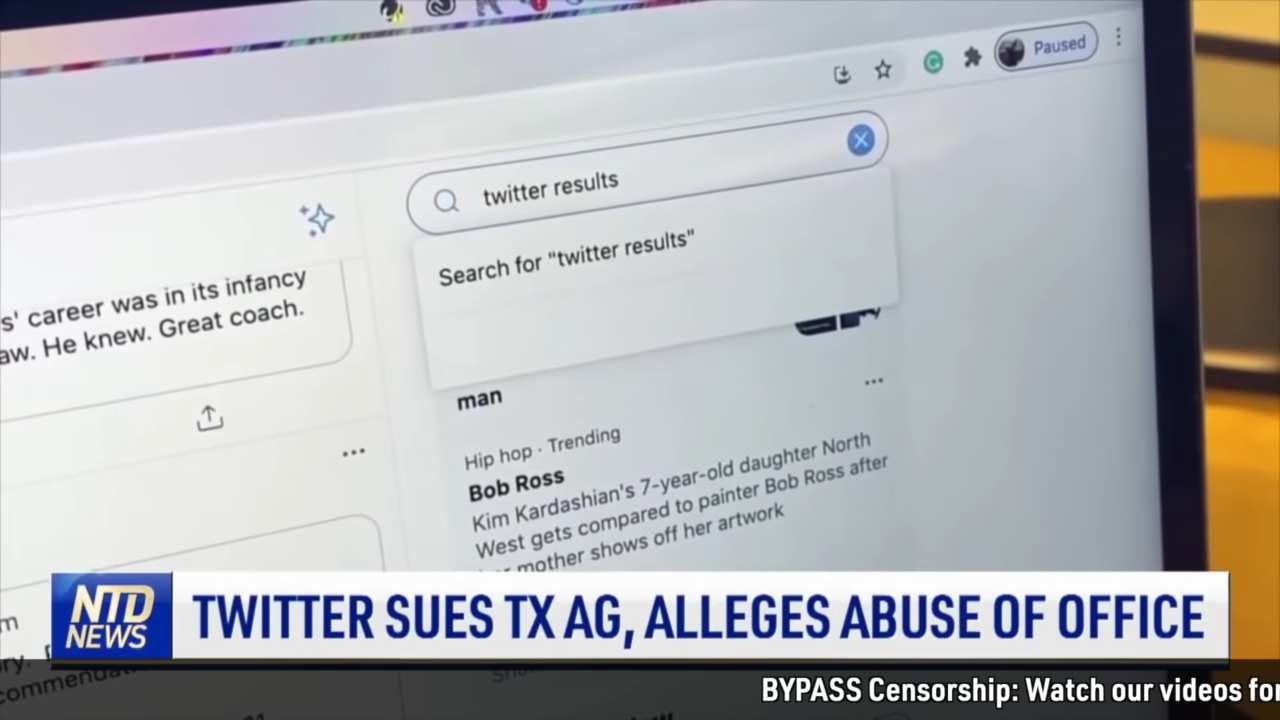 Paused
twitter results
Search for "twitter results"
s' career was in its infancy
aw. He knew. Great coach.
man
Hip hop · Trending
Bob Ross
Kim Kardashian's 7-year-old daughter North
West gets compared to painter Bob Ross after
mother shows off her artwork
NTD
NEWS
TWITTER SUES TX AG, ALLEGES ABUSE OF OFFICE
BYPASS Censorship: Watch our videos for